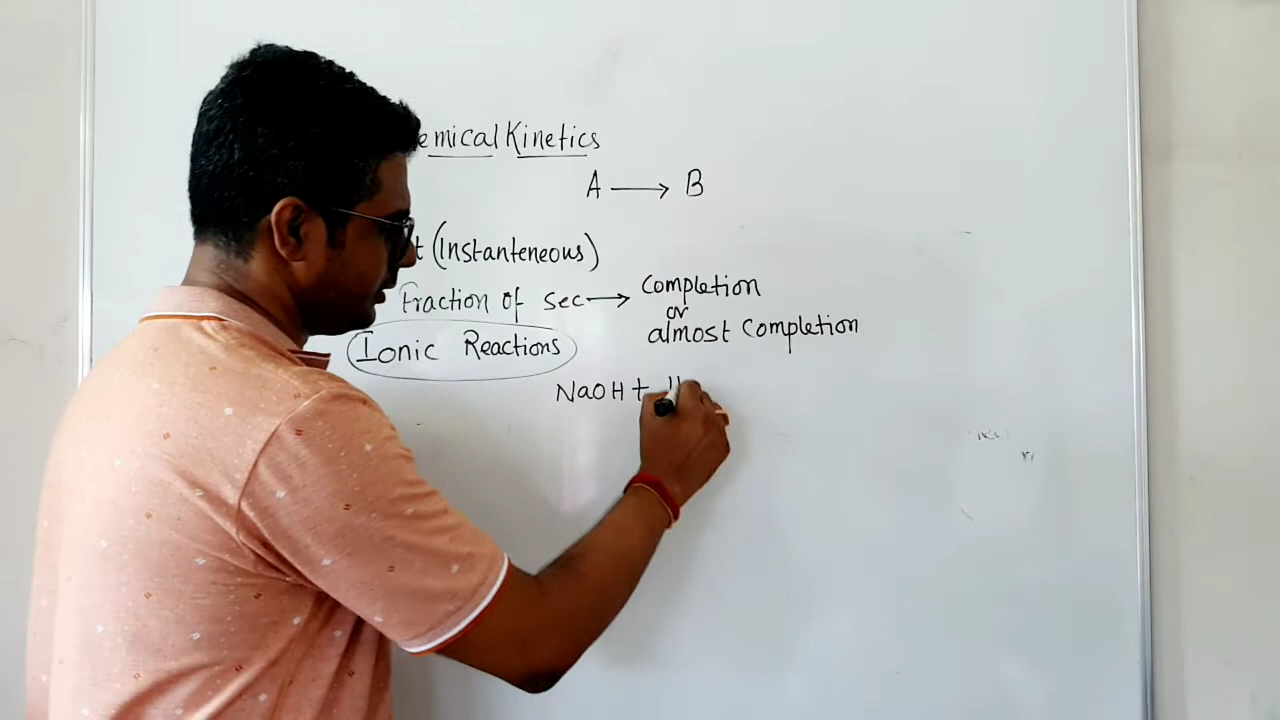 emical Kinetics
A ⟶ B
t (Instanteneous)
Fraction of sec ⟶ Completion
or
almost Completion
Ionic Reactions
NaOH + H